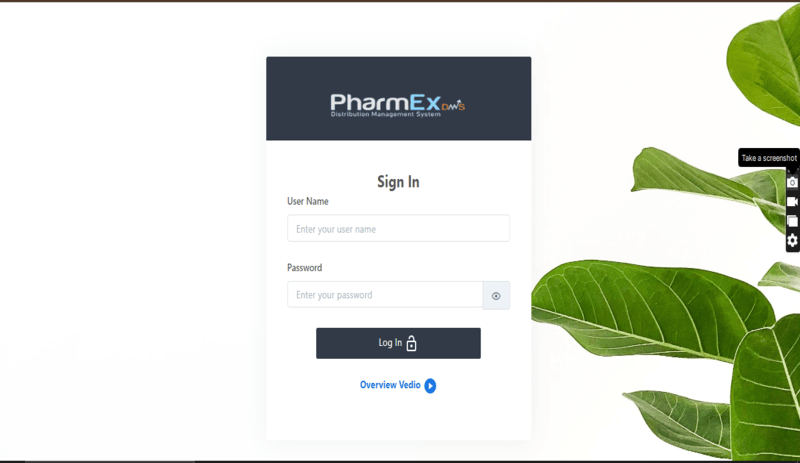 PharmEx DMS
Distribution Management System
Sign In
User Name
Enter your user name
Password
Enter your password
Log In
Overview Vedio
Take a screenshot